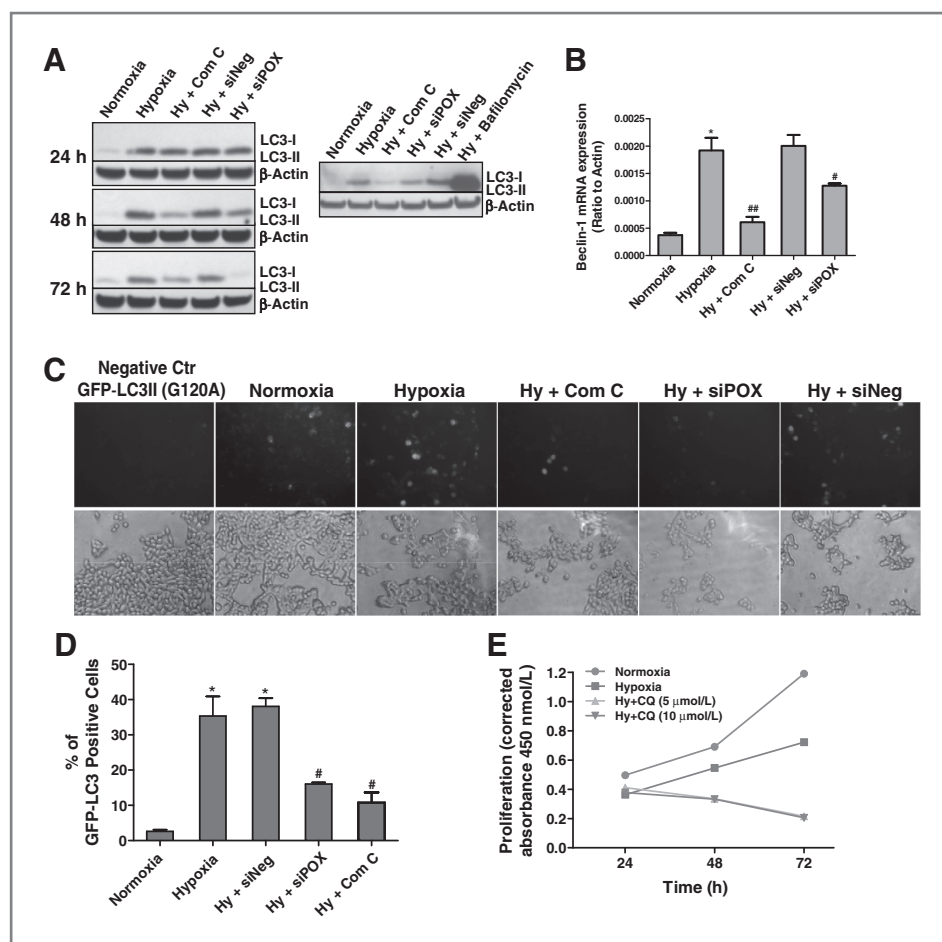 A
Normoxia
Hypoxia
Hy + Com C
Hy + siNeg
Hy + siPOX
24 h
LC3-I
LC3-II
β-Actin
48 h
LC3-I
LC3-II
β-Actin
72 h
LC3-I
LC3-II
β-Actin
Normoxia
Hypoxia
Hy + Com C
Hy + siPOX
Hy + siNeg
Hy + Bafilomycin
LC3-I
LC3-II
β-Actin
B
Beclin-1 mRNA expression
(Ratio to Actin)
0.0025
0.0020
0.0015
0.0010
0.0005
0.0000
*
##
#
Normoxia
Hypoxia
Hy + Com C
Hy + siNeg
Hy + siPOX
C
Negative Ctr
GFP-LC3II (G120A)
Normoxia
Hypoxia
Hy + Com C
Hy + siPOX
Hy + siNeg
D
% of
GFP-LC3 Positive Cells
50
40
30
20
10
0
*
*
#
#
Normoxia
Hypoxia
Hy + siNeg
Hy + siPOX
Hy + Com C
E
Proliferation (corrected
absorbance 450 nmol/L)
1.2
1.0
0.8
0.6
0.4
0.2
0.0
Normoxia
Hypoxia
Hy+CQ (5 μmol/L)
Hy+CQ (10 μmol/L)
24
48
72
Time (h)